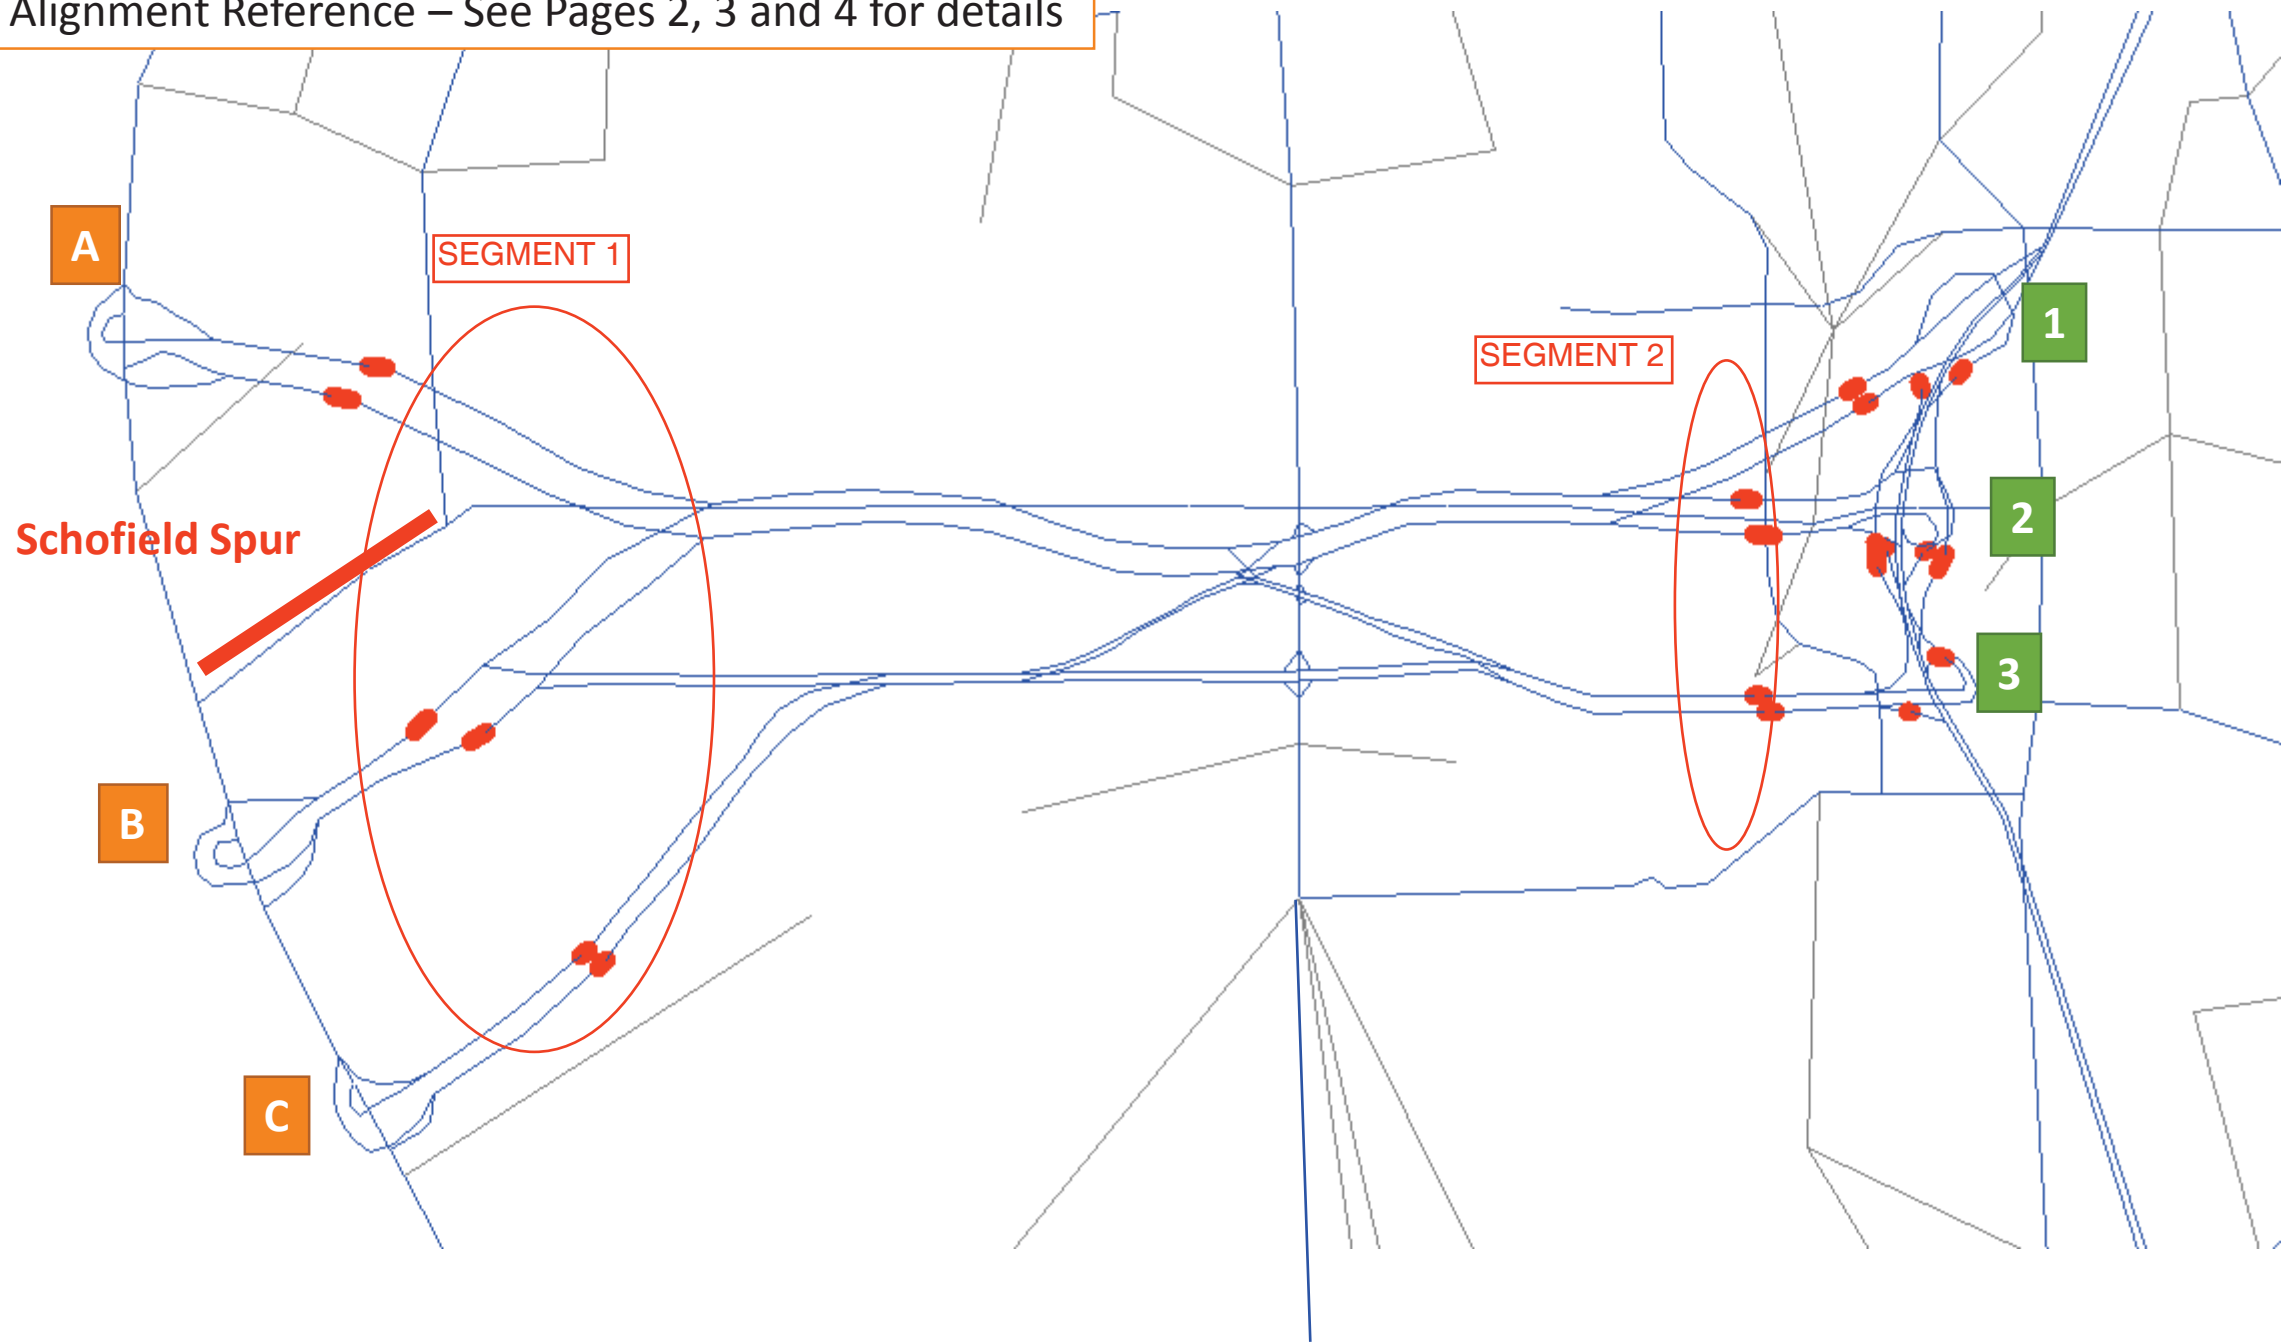 Alignment Reference – See Pages 2, 3 and 4 for details
A
SEGMENT 1
1
SEGMENT 2
2
Schofield Spur
3
B
C